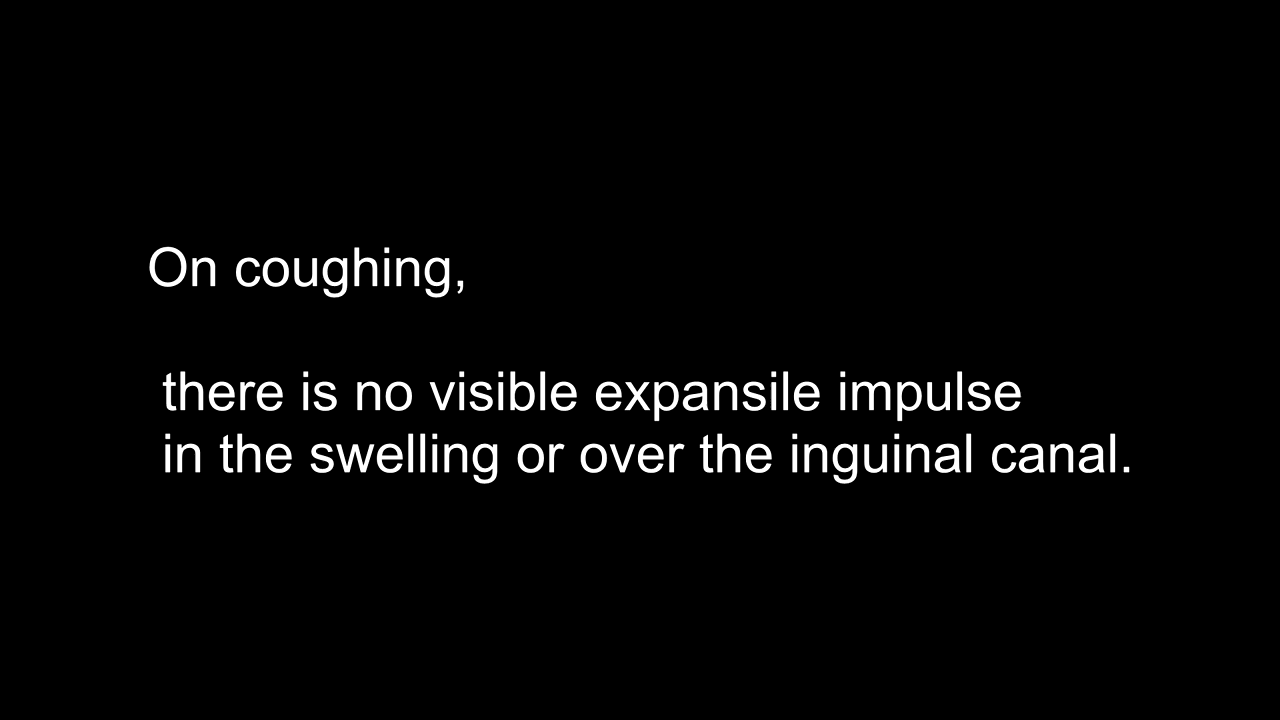 On coughing,
there is no visible expansile impulse
in the swelling or over the inguinal canal.